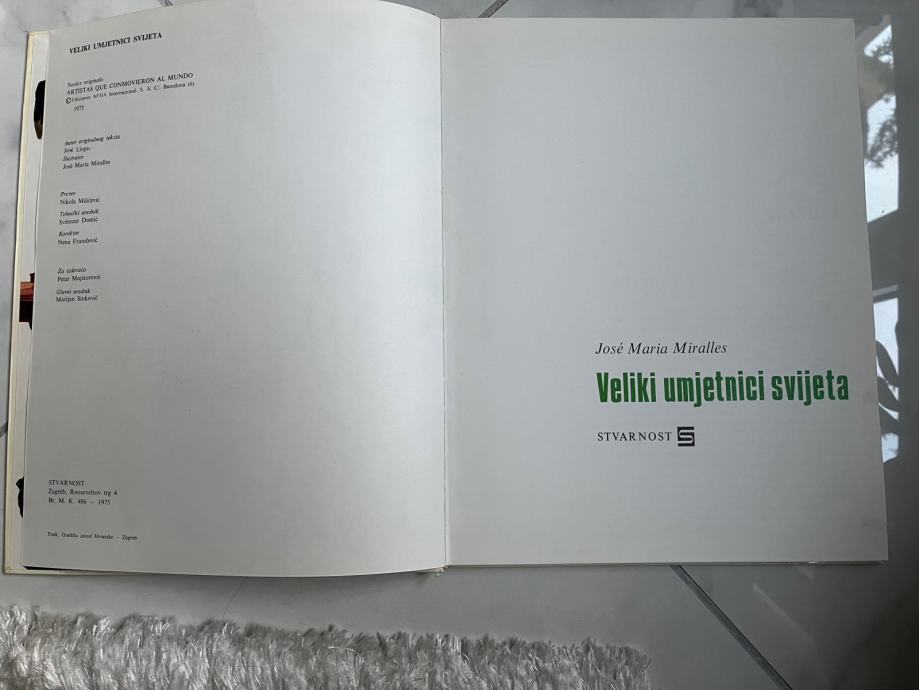 VELIKI UMJETNICI SVIJETA
Naslov originala
ARTISTAS QUE CONMOVIERON AL MUNDO
© Ediciones AFHA Internacional. S. A. C/ Barcelona (6)
1975
Autor originalnog teksta
José Llopis
Ilustrator
José Maria Miralles
Preveo
Nikola Milićević
Tehnički urednik
Svetozar Domić
Korektor
Nena Franičević
Za izdavača
Petar Majstorović
Glavni urednik
Marijan Sinković
STVARNOST
Zagreb, Rooseveltov trg 4
Br. M. K. 486 — 1975
Tisak: Grafički zavod Hrvatske — Zagreb
José Maria Miralles
Veliki umjetnici svijeta
STVARNOST